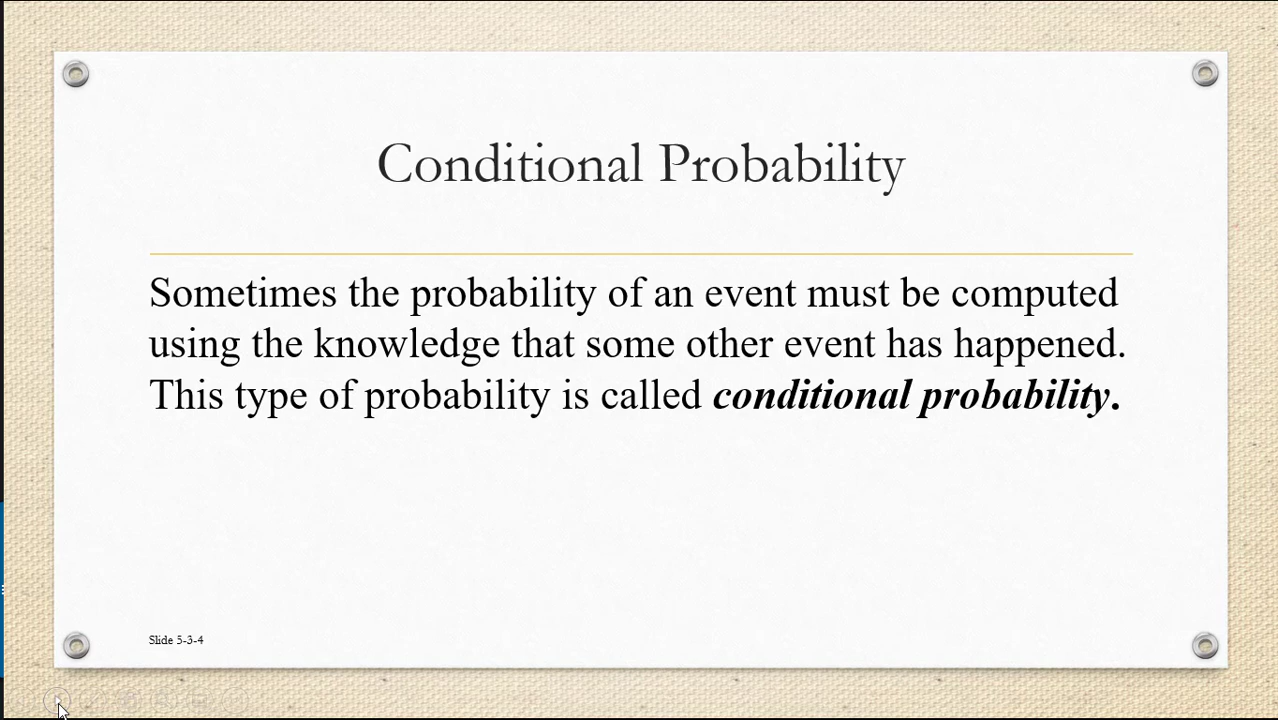 Conditional Probability
Sometimes the probability of an event must be computed
using the knowledge that some other event has happened.
This type of probability is called conditional probability.
Slide 5-3-4